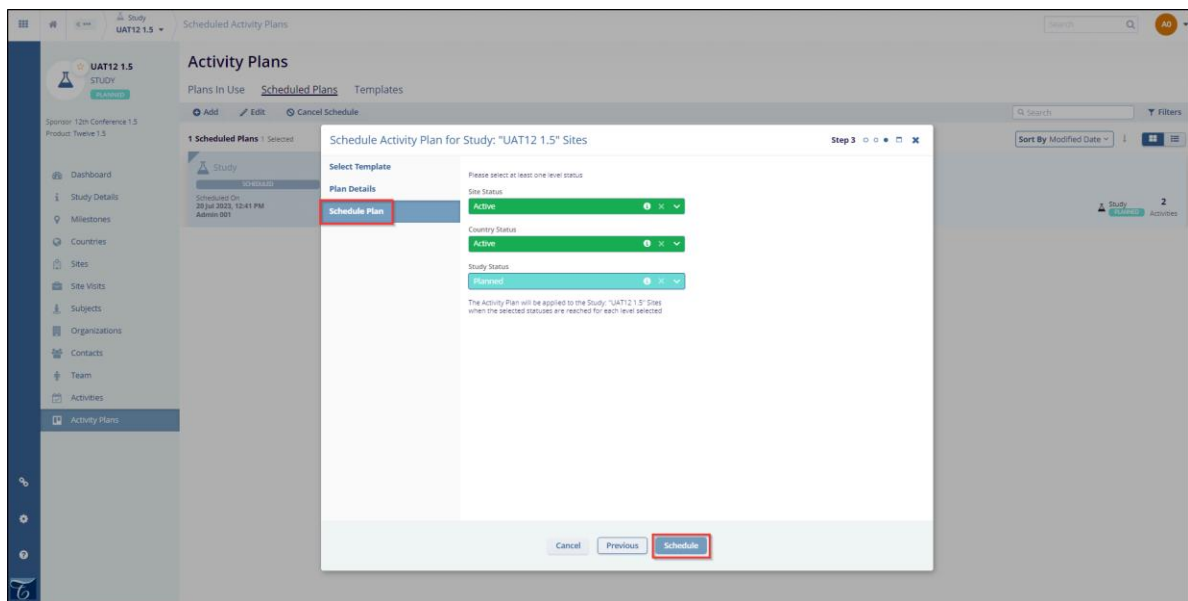 Study
UAT12 1.5
Scheduled Activity Plans
Search
AO
UAT12 1.5
STUDY
PLANNED
Sponsor: 12th Conference 1.5
Product: Twelve 1.5
Dashboard
Study Details
Milestones
Countries
Sites
Site Visits
Subjects
Organizations
Contacts
Team
Activities
Activity Plans
Activity Plans
Plans In Use Scheduled Plans Templates
Add Edit Cancel Schedule
Search
Filters
1 Scheduled Plans 1 Selected
Sort By Modified Date
Study
SCHEDULED
Scheduled On
20 Jul 2023, 12:41 PM
Admin 001
Study
PLANNED
2
Activities
Schedule Activity Plan for Study: "UAT12 1.5" Sites
Step 3
Select Template
Plan Details
Schedule Plan
Please select at least one level status
Site Status
Active
Country Status
Active
Study Status
Planned
The Activity Plan will be applied to the Study: "UAT12 1.5" Sites
when the selected statuses are reached for each level selected
Cancel Previous Schedule